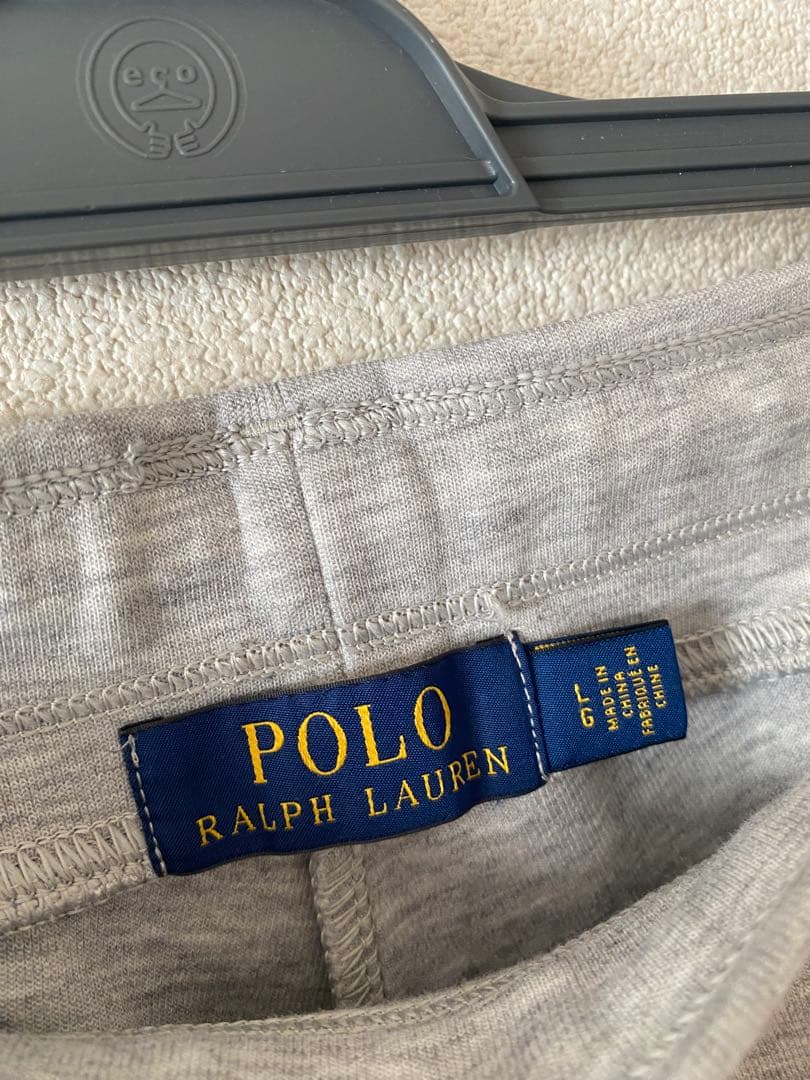 eco
POLO
RALPH LAUREN
MADE IN
CHINA
FABRIQUÉ EN
CHINE